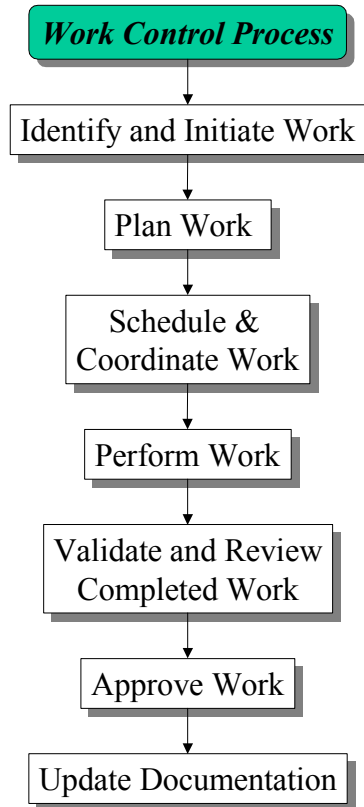 Work Control Process
Identify and Initiate Work
Plan Work
Schedule &
Coordinate Work
Perform Work
Validate and Review
Completed Work
Approve Work
Update Documentation